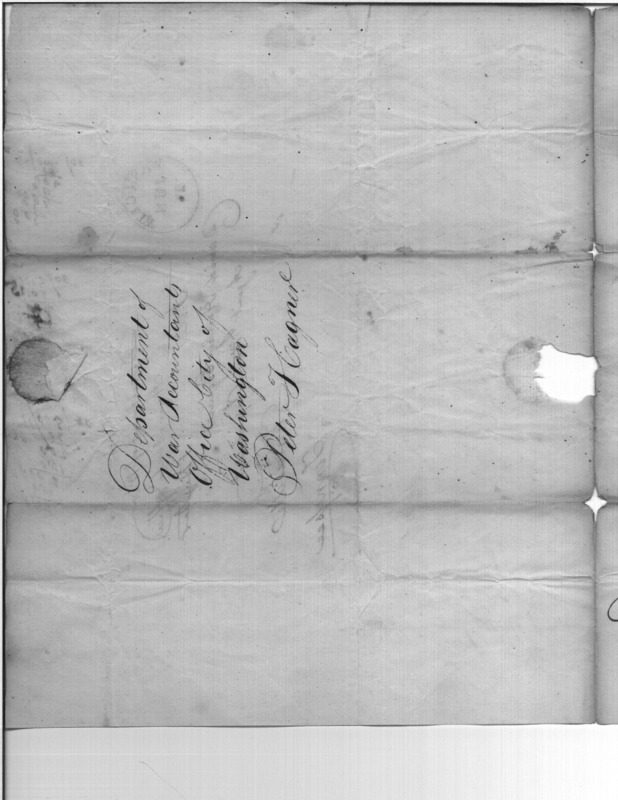 Department of
War Accountants
Office City of
Washington
Peter Hagner